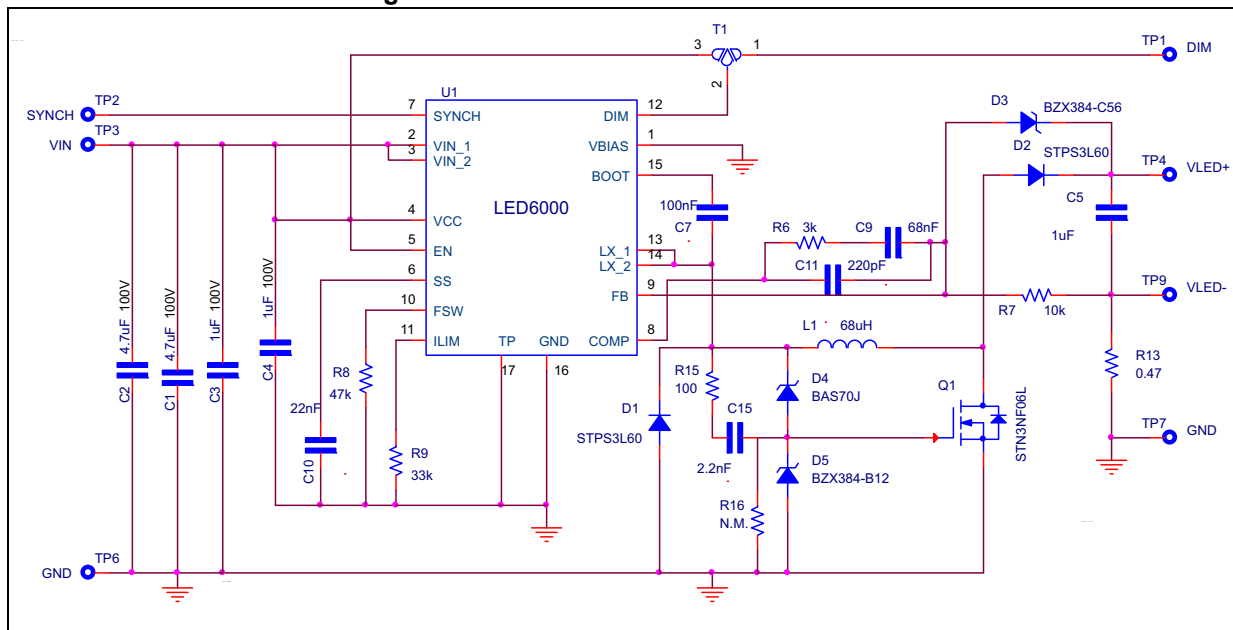 T1
3
1
2
TP1
DIM
TP2
SYNCH
TP3
VIN
U1
LED6000
7
SYNCH
2
VIN_1
3
VIN_2
4
VCC
5
EN
6
SS
10
FSW
11
ILIM
TP
17
GND
16
12
DIM
1
VBIAS
15
BOOT
13
LX_1
14
LX_2
9
FB
8
COMP
100nF
C7
R6
3k
C9
68nF
C11
220pF
D3
BZX384-C56
D2
STPS3L60
TP4
VLED+
C5
1uF
TP9
VLED-
R7
10k
L1
68uH
R13
0.47
TP7
GND
C2
4.7uF 100V
C1
4.7uF 100V
C3
1uF 100V
C4
1uF 100V
22nF
C10
R8
47k
R9
33k
D1
STPS3L60
R15
100
C15
2.2nF
D4
BAS70J
D5
BZX384-B12
R16
N.M.
Q1
STN3NF06L
TP6
GND